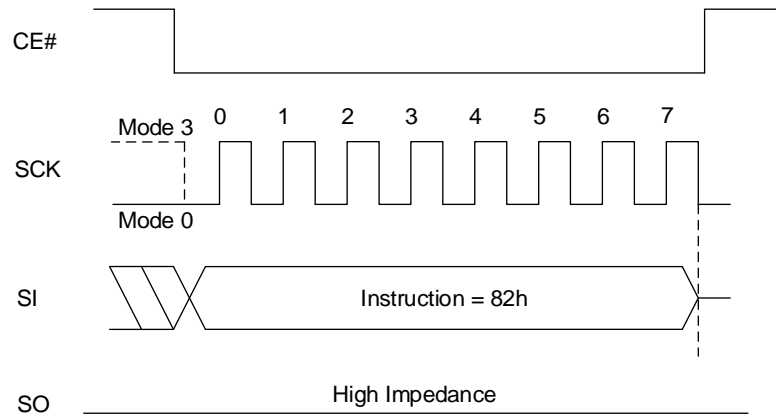 CE#
0 1 2 3 4 5 6 7
Mode 3
SCK
Mode 0
SI
Instruction = 82h
High Impedance
SO